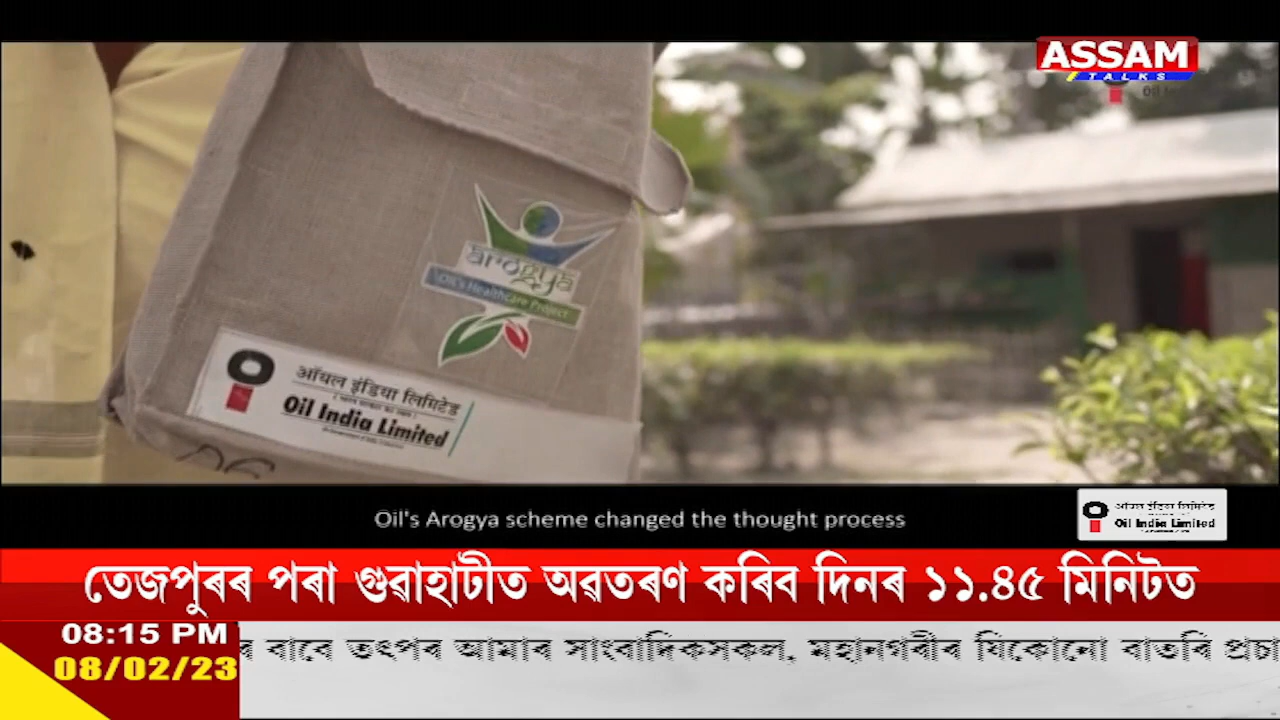 ASSAM
TALKS
arogya
OIL's Healthcare Project
ऑयल इंडिया लिमिटेड
Oil India Limited
Oil's Arogya scheme changed the thought process
ऑयल इंडिया लिमिटेड
Oil India Limited
তেজপুৰৰ পৰা গুৱাহাটীত অৱতৰণ কৰিব দিনৰ ১১.৪৫ মিনিটত
08:15 PM
ৰ বাবে তৎপৰ আমাৰ সাংবাদিকসকল, মহানগৰীৰ যিকোনো বাতৰি প্ৰচা
08/02/23